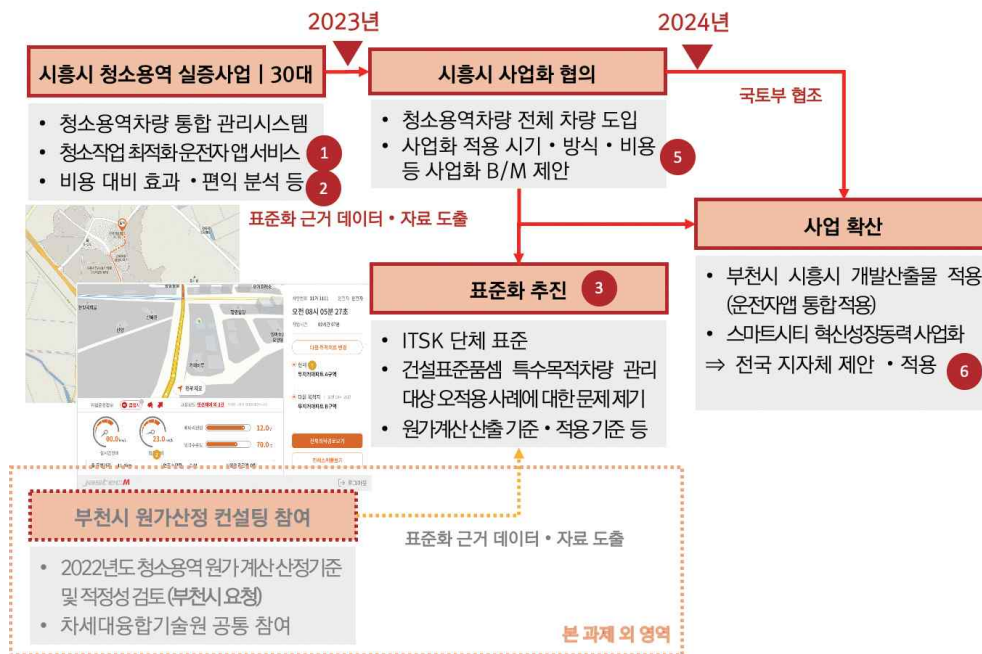 2023년
2024년
시흥시 청소용역 실증사업 | 30대
• 청소용역차량 통합 관리시스템
• 청소작업 최적화 운전자 앱 서비스 1
• 비용 대비 효과・편익 분석 등 2
시흥시 사업화 협의
• 청소용역차량 전체 차량 도입
• 사업화 적용 시기・방식・비용
등 사업화 B/M 제안
5
국토부 협조
표준화 근거 데이터・자료 도출
사업 확산
• 부천시 시흥시 개발산출물 적용
(운전자앱 통합 적용)
• 스마트시티 혁신성장동력 사업화
⇒ 전국 지자체 제안・적용 6
표준화 추진 3
• ITSK 단체 표준
• 건설표준품셈 특수목적차량 관리
대상 오적용 사례에 대한 문제 제기
• 원가계산 산출 기준・적용 기준 등
오전 08시 05분 27초
80.0
23.0
12.0
70.0
부천시 원가산정 컨설팅 참여
• 2022년도 청소용역 원가 계산 산정기준
및 적정성 검토 (부천시 요청)
• 차세대융합기술원 공통 참여
표준화 근거 데이터・자료 도출
본 과제 외 영역